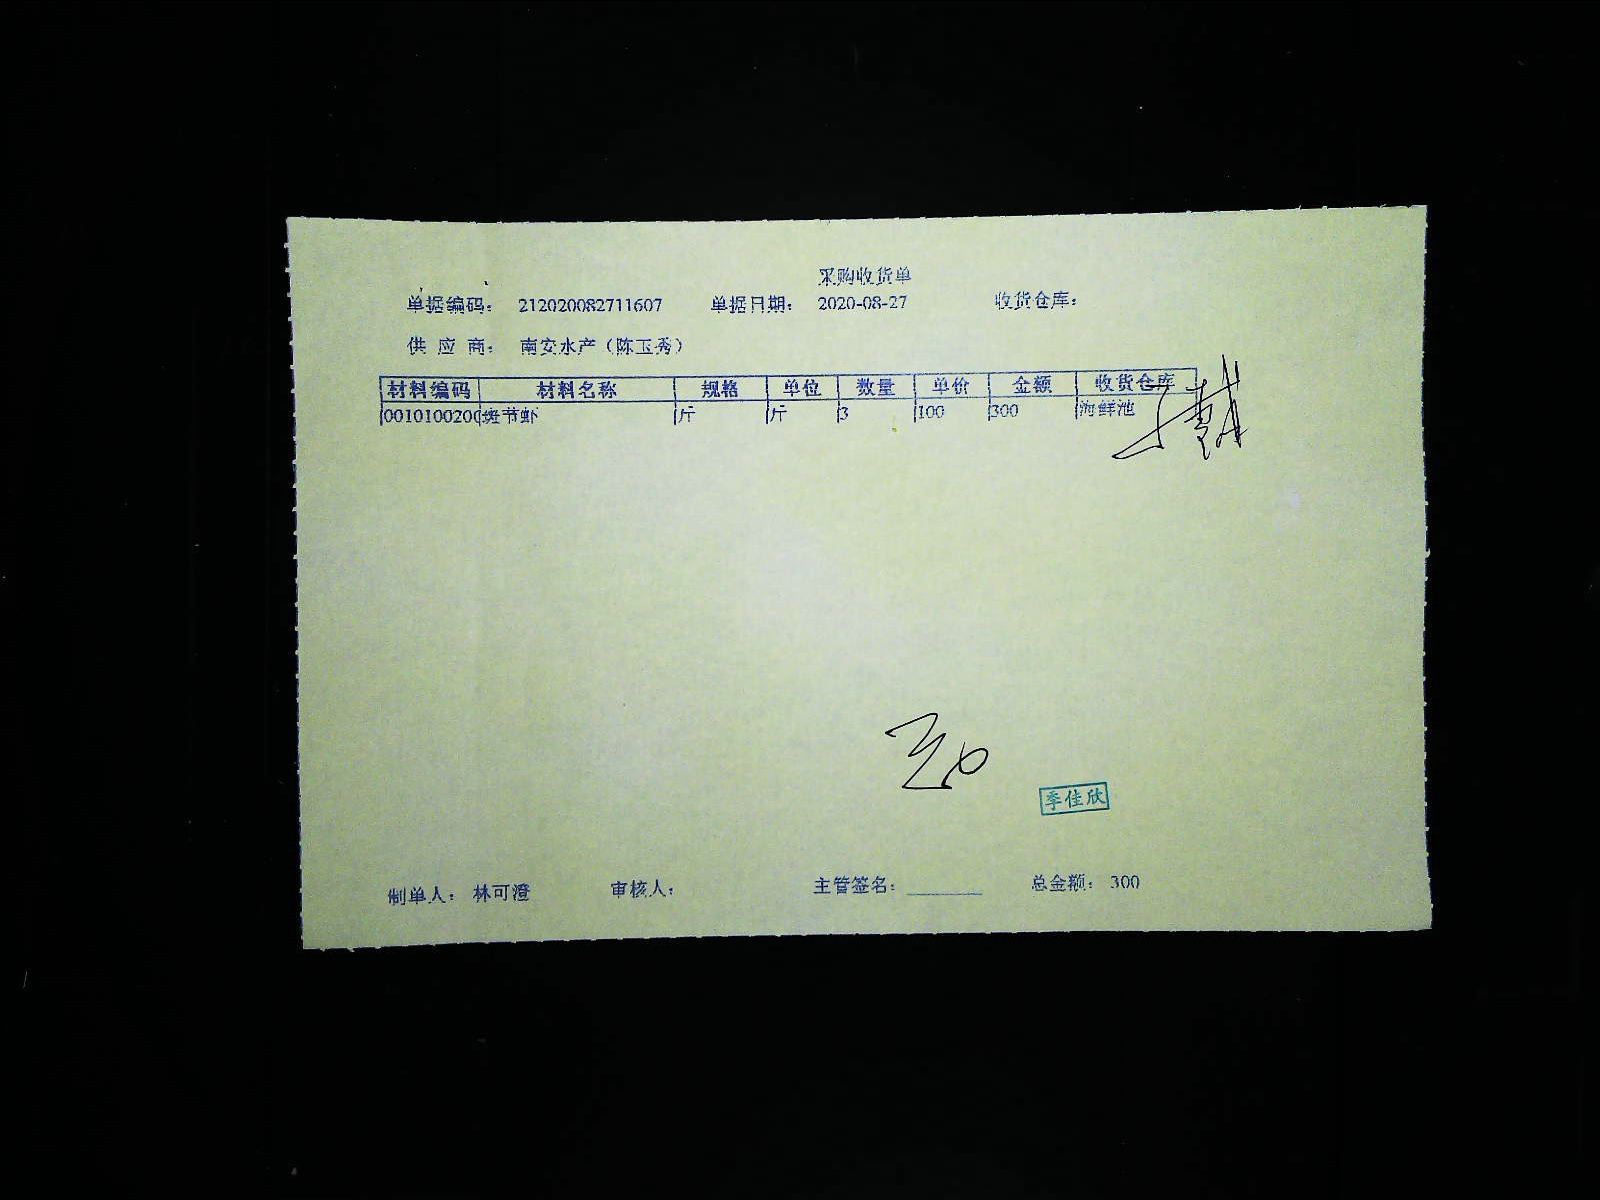 采购收货单
单据编码： 212020082711607 单据日期： 2020-08-27 收货仓库：
供 应 商： 南安水产（陈玉秀）
材料编码 材料名称 规格 单位 数量 单价 金额 收货仓库
0010100200 斑节虾 斤 斤 3 100 300 海鲜池
季佳欣
制单人： 林可澄 审核人： 主管签名： 总金额： 300